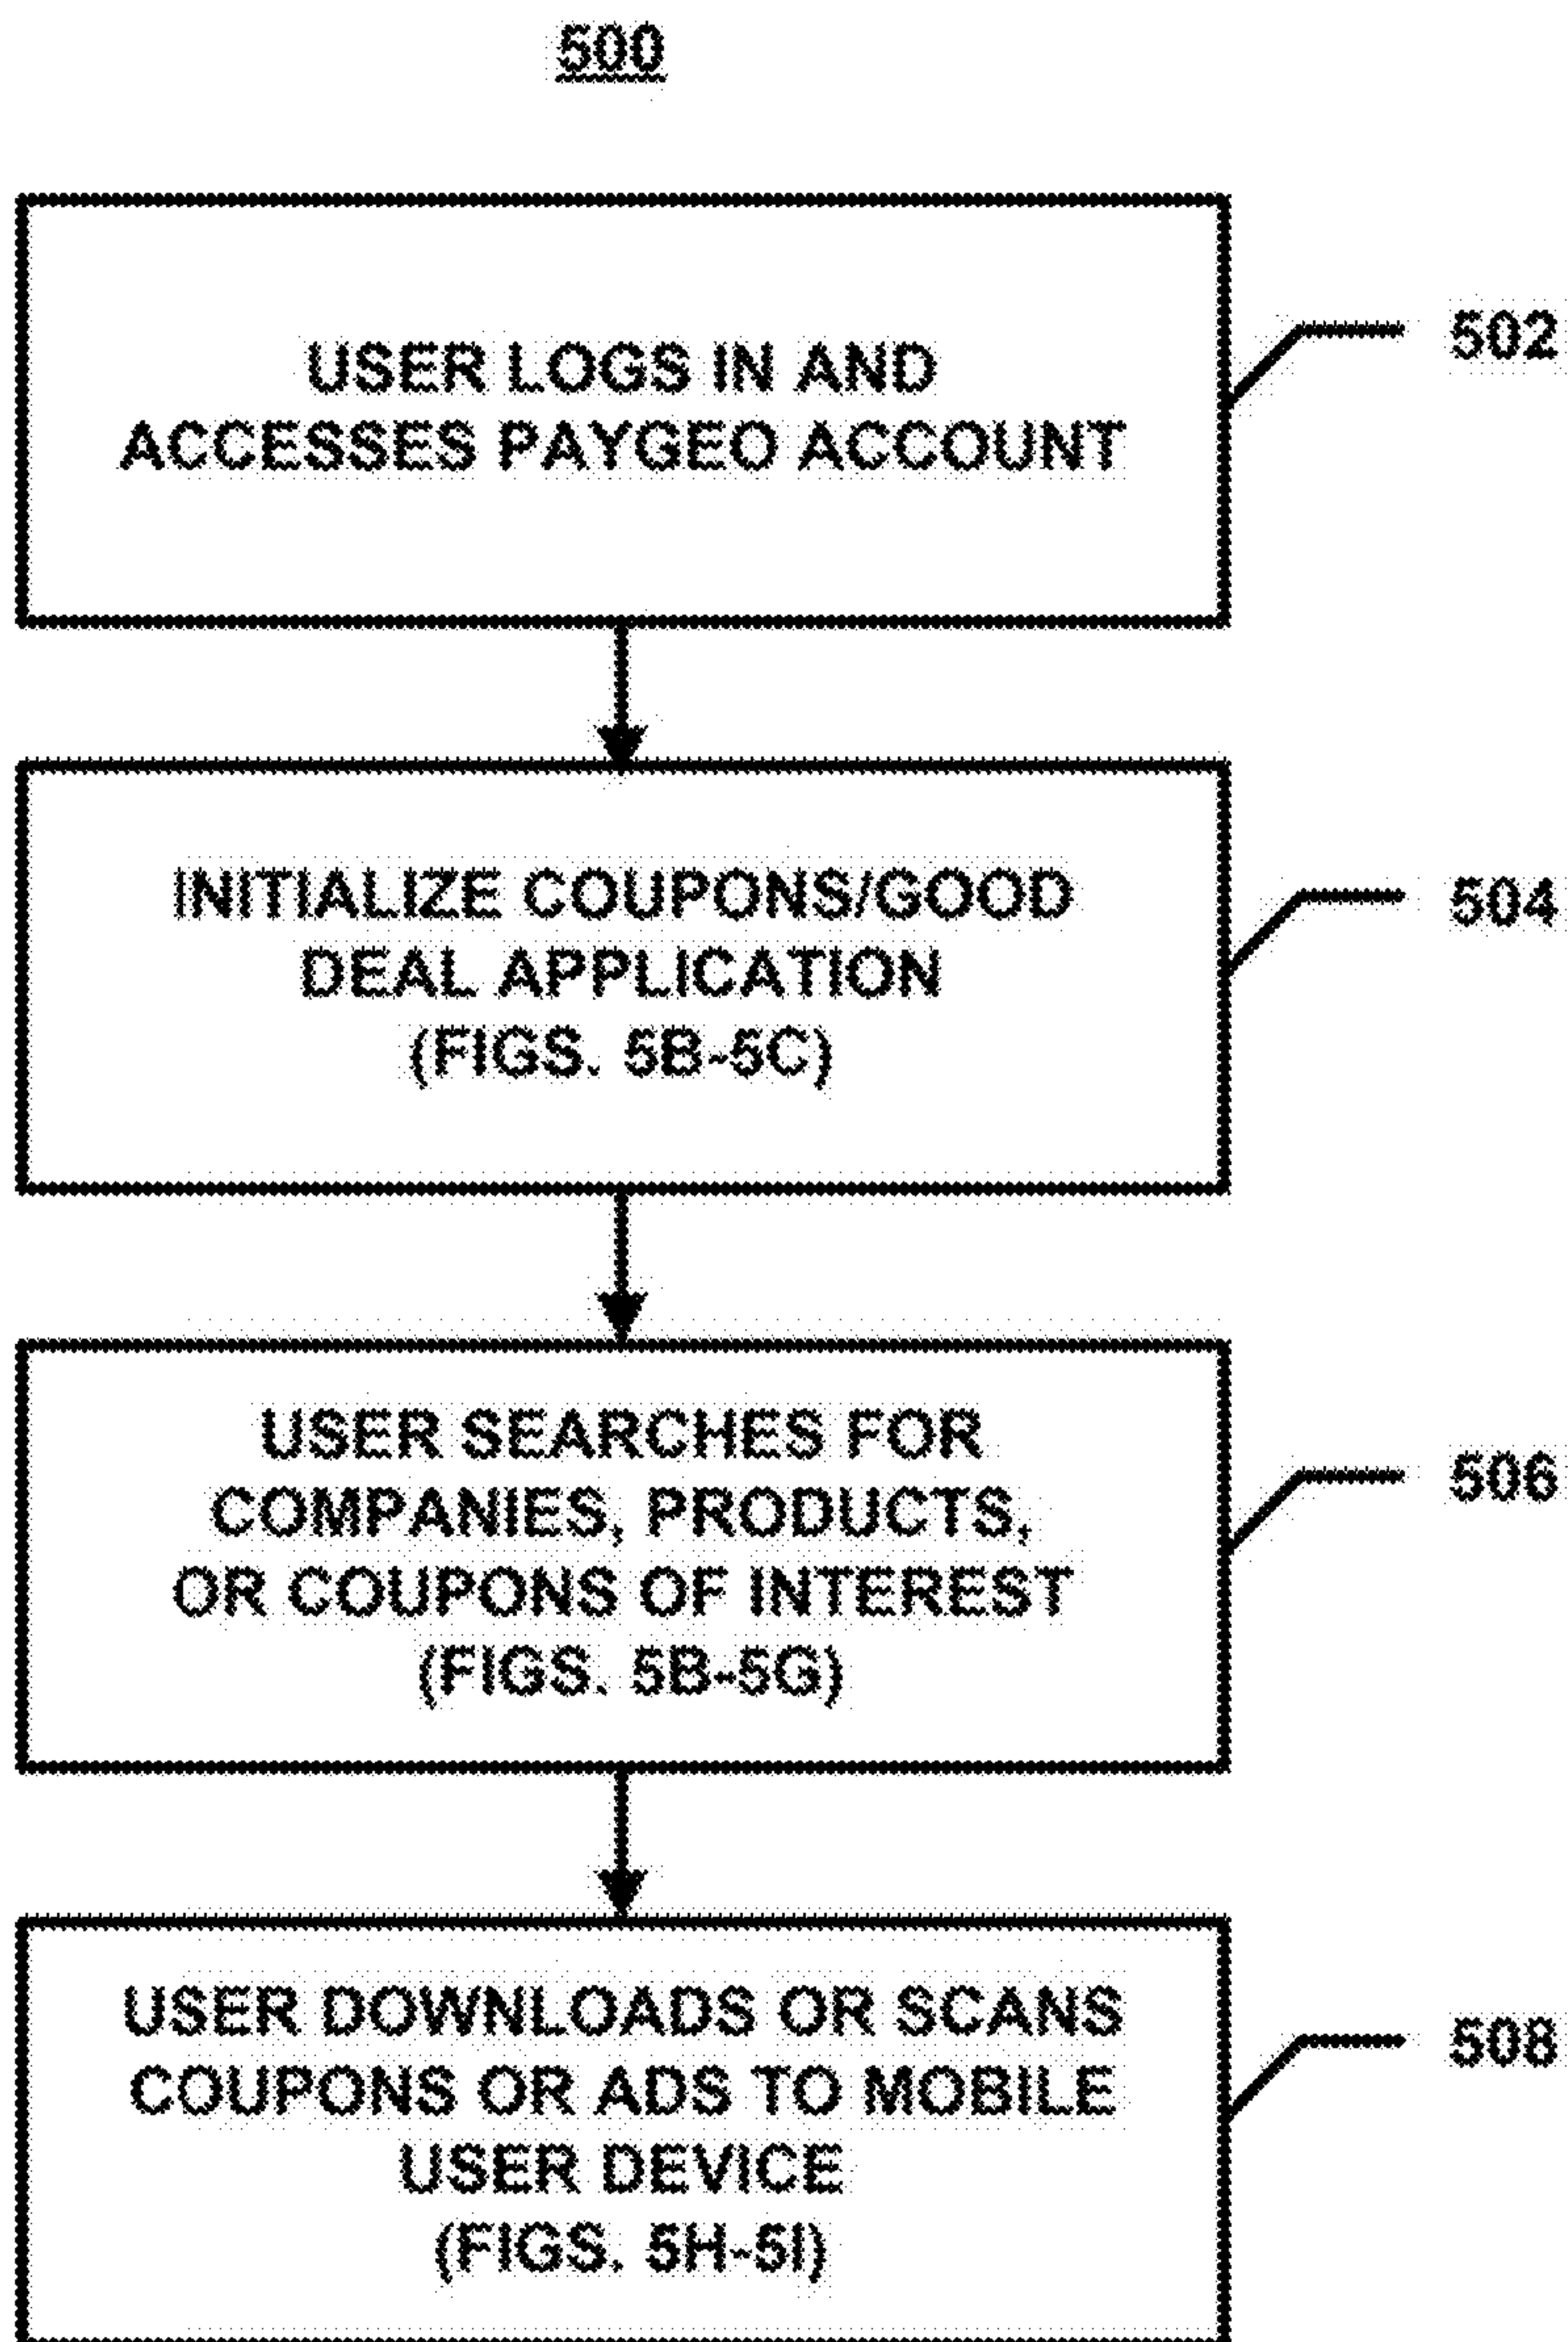 500
USER LOGS IN AND
ACCESSES PAYGEO ACCOUNT
502
INITIALIZE COUPONS/GOOD
DEAL APPLICATION
(FIGS. 5B-5C)
504
USER SEARCHES FOR
COMPANIES, PRODUCTS,
OR COUPONS OF INTEREST
(FIGS. 5B-5G)
506
USER DOWNLOADS OR SCANS
COUPONS OR ADS TO MOBILE
USER DEVICE
(FIGS. 5H-5I)
508